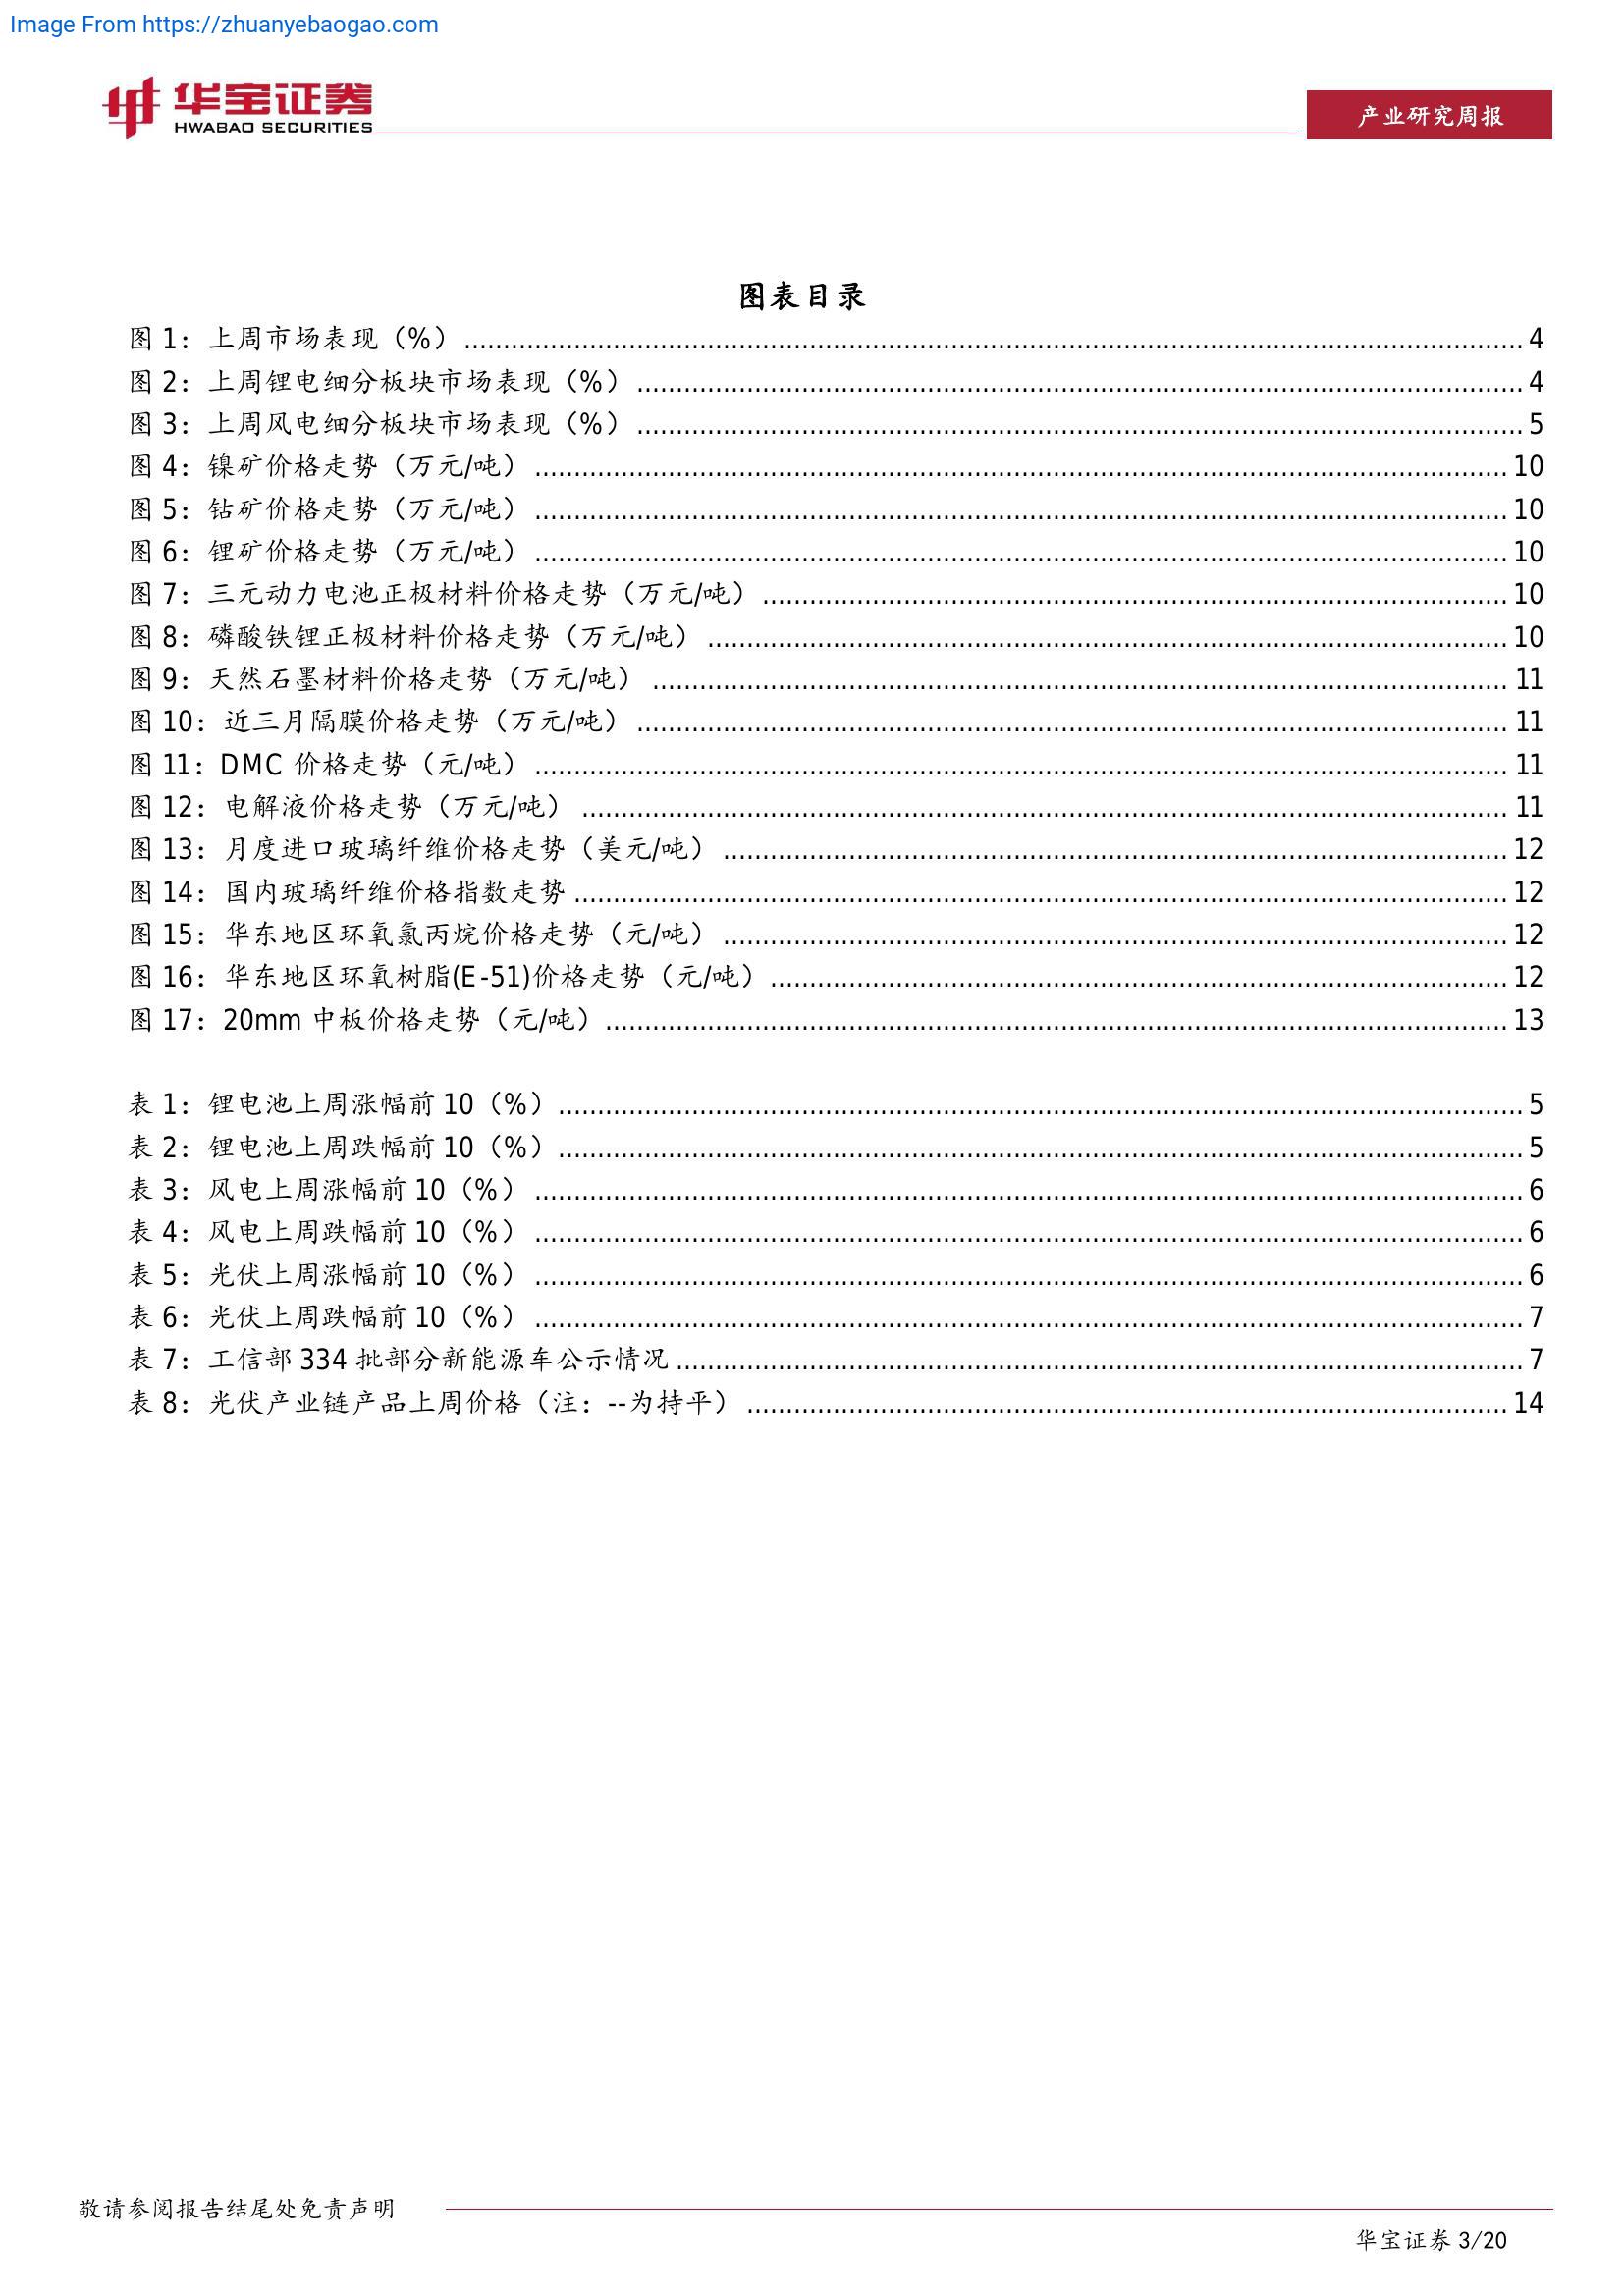 Image From https://zhuanyebaogao.com
华宝证券
HWABAO SECURITIES
产业研究周报
图表目录
图 1：上周市场表现（%）........................................ 4
图 2：上周锂电细分板块市场表现（%）........................................ 4
图 3：上周风电细分板块市场表现（%）........................................ 5
图 4：镍矿价格走势（万元/吨）........................................ 10
图 5：钴矿价格走势（万元/吨）........................................ 10
图 6：锂矿价格走势（万元/吨）........................................ 10
图 7：三元动力电池正极材料价格走势（万元/吨）........................................ 10
图 8：磷酸铁锂正极材料价格走势（万元/吨）........................................ 10
图 9：天然石墨材料价格走势（万元/吨）........................................ 11
图 10：近三月隔膜价格走势（万元/吨）........................................ 11
图 11：DMC 价格走势（元/吨）........................................ 11
图 12：电解液价格走势（万元/吨）........................................ 11
图 13：月度进口玻璃纤维价格走势（美元/吨）........................................ 12
图 14：国内玻璃纤维价格指数走势........................................ 12
图 15：华东地区环氧氯丙烷价格走势（元/吨）........................................ 12
图 16：华东地区环氧树脂(E-51)价格走势（元/吨）........................................ 12
图 17：20mm 中板价格走势（元/吨）........................................ 13
表 1：锂电池上周涨幅前 10（%）........................................ 5
表 2：锂电池上周跌幅前 10（%）........................................ 5
表 3：风电上周涨幅前 10（%）........................................ 6
表 4：风电上周跌幅前 10（%）........................................ 6
表 5：光伏上周涨幅前 10（%）........................................ 6
表 6：光伏上周跌幅前 10（%）........................................ 7
表 7：工信部 334 批部分新能源车公示情况........................................ 7
表 8：光伏产业链产品上周价格（注：--为持平）........................................ 14
敬请参阅报告结尾处免责声明
华宝证券 3/20